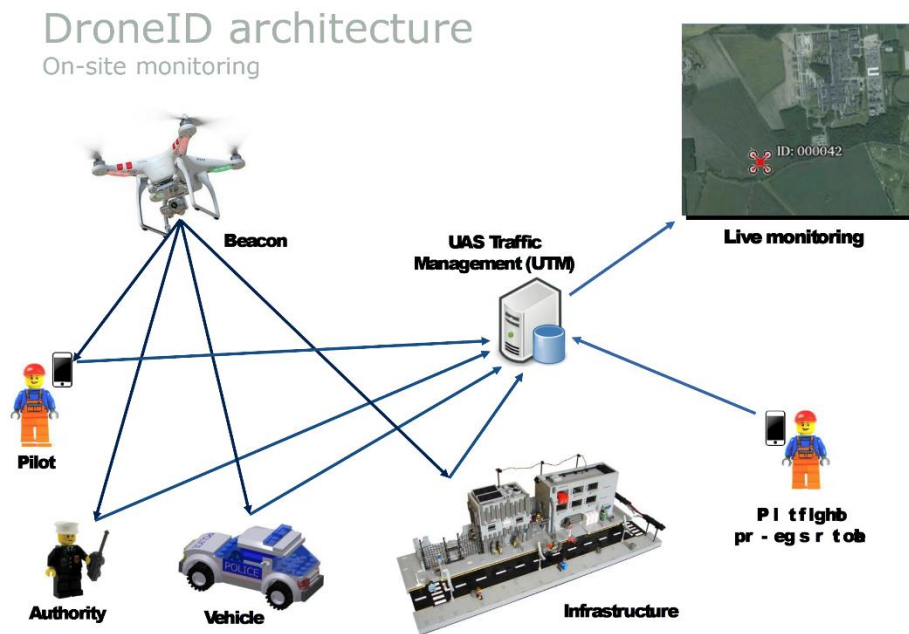 DroneID architecture
On-site monitoring
ID: 000042
Beacon
UAS Traffic
Management (UTM)
Live monitoring
Pilot
POLICE
Authority
Vehicle
Infrastructure